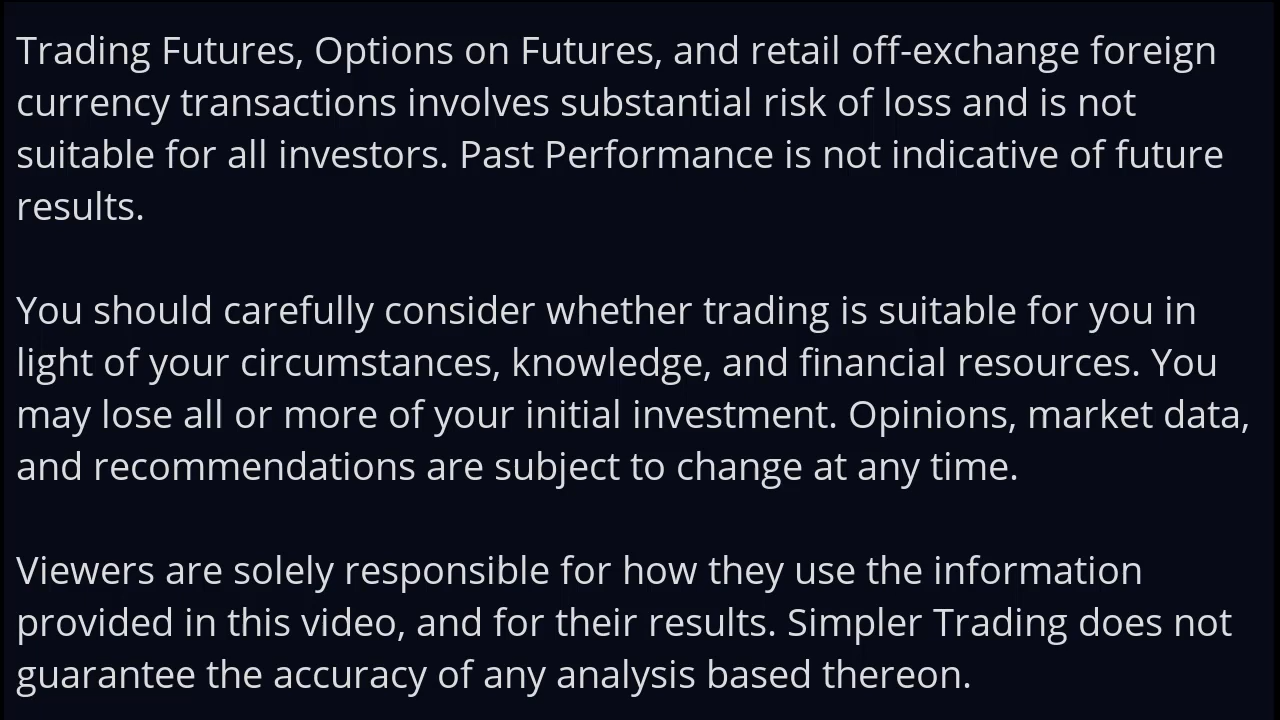 Trading Futures, Options on Futures, and retail off-exchange foreign
currency transactions involves substantial risk of loss and is not
suitable for all investors. Past Performance is not indicative of future
results.
You should carefully consider whether trading is suitable for you in
light of your circumstances, knowledge, and financial resources. You
may lose all or more of your initial investment. Opinions, market data,
and recommendations are subject to change at any time.
Viewers are solely responsible for how they use the information
provided in this video, and for their results. Simpler Trading does not
guarantee the accuracy of any analysis based thereon.